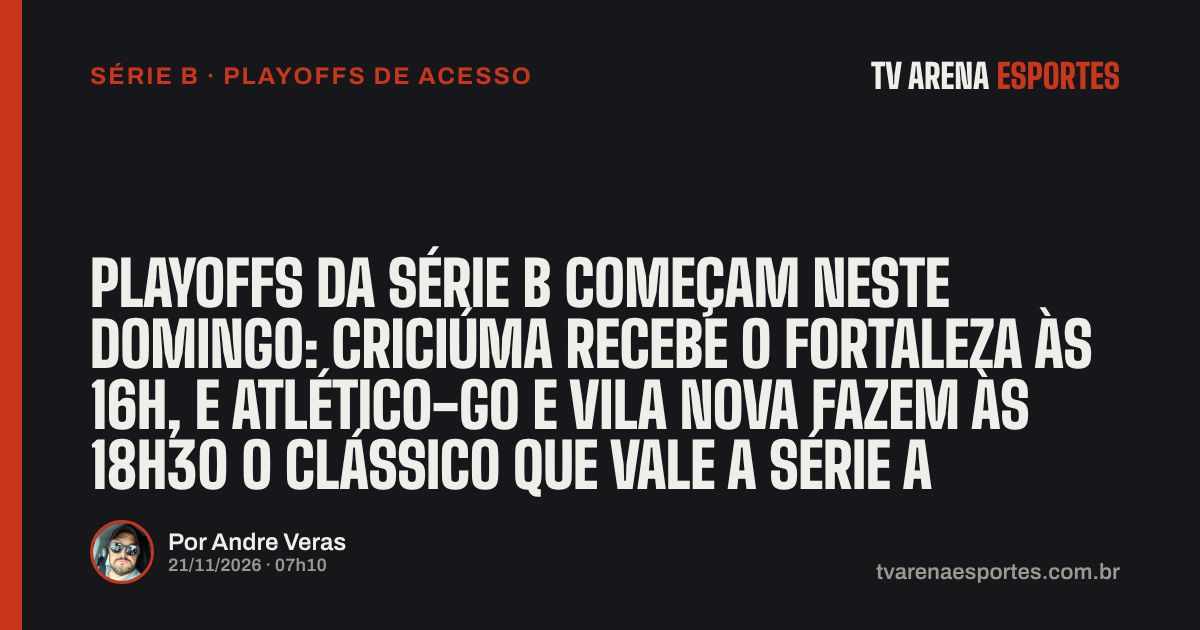 SÉRIE B · PLAYOFFS DE ACESSO
TV ARENA ESPORTES
PLAYOFFS DA SÉRIE B COMEÇAM NESTE
DOMINGO: CRICIÚMA RECEBE O FORTALEZA ÀS
16H, E ATLÉTICO-GO E VILA NOVA FAZEM ÀS
18H30 O CLÁSSICO QUE VALE A SÉRIE A
Por Andre Veras
21/11/2026 · 07h10
tvarenaesportes.com.br